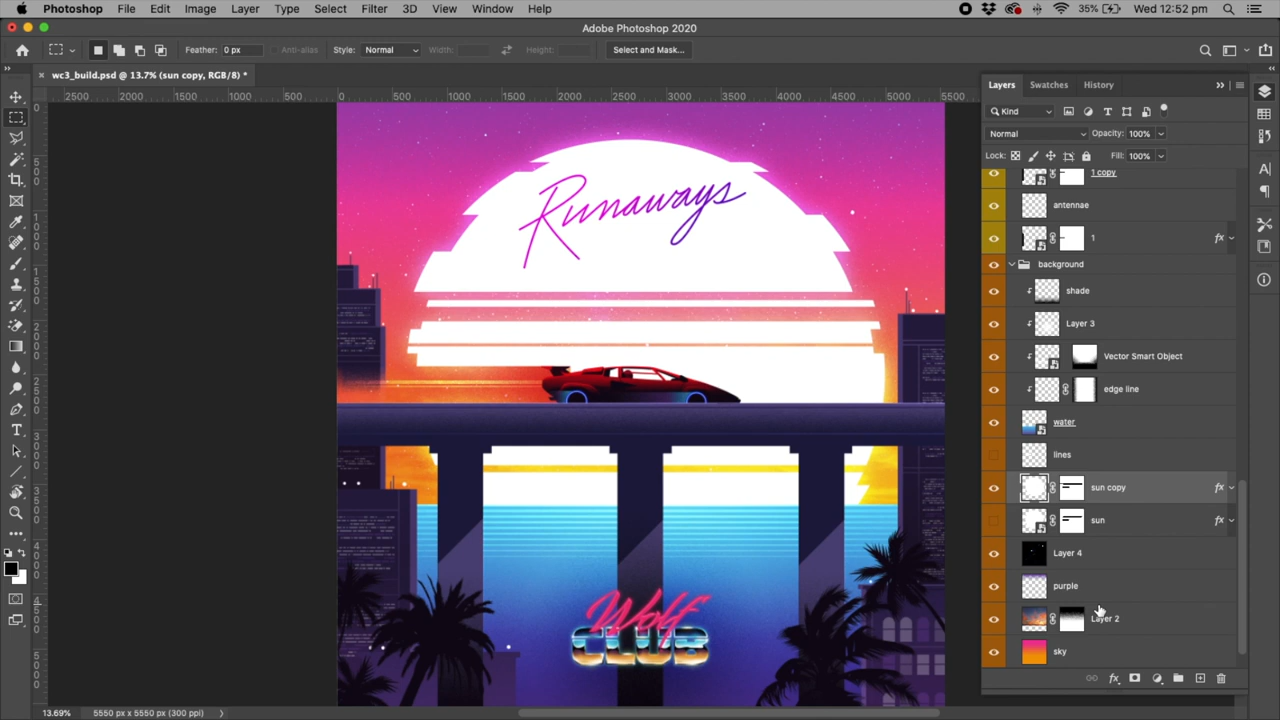 Photoshop File Edit Image Layer Type Select Filter 3D View Window Help 35% Wed 12:52 pm
Adobe Photoshop 2020
Feather: 0 px Anti-alias Style: Normal Width: Height: Select and Mask...
wc3_build.psd @ 13.7% (sun copy, RGB/8) *
Layers Swatches History
2500 2000 1500 1000 500 0 500 1000 1500 2000 2500 3000 3500 4000 4500 5000 5500
Kind
Normal Opacity: 100%
Lock: Fill: 100%
1 copy
antennae
1 fx
background
shade
Layer 3
Vector Smart Object
edge line
water
lines
sun copy fx
sun fx
Layer 4
purple
Layer 2
sky
Runaways
Wolf
CLUB
13.69% 5550 px x 5550 px (300 ppi)